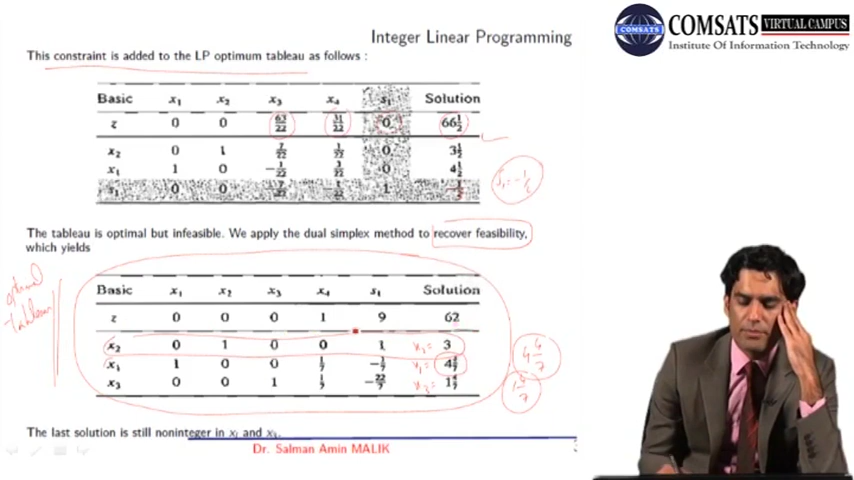 Integer Linear Programming
COMSATS VIRTUAL CAMPUS
Institute Of Information Technology
This constraint is added to the LP optimum tableau as follows :
Basic x₁ x₂ x₃ x₄ s₁ Solution
z 0 0 63/22 31/22 0 66 1/2
x₂ 0 1 7/22 1/22 0 3 1/2
x₁ 1 0 -1/22 3/22 0 4 1/2
s₁ 0 0 1
The tableau is optimal but infeasible. We apply the dual simplex method to recover feasibility,
which yields
optimal
tableau
Basic x₁ x₂ x₃ x₄ s₁ Solution
z 0 0 0 1 9 62
x₂ 0 1 0 0 1 x₂ = 3
x₁ 1 0 0 1/7 -1/7 x₁ = 4 4/7
x₃ 0 0 1 1/7 -22/7 x₃ = 1 4/7
4 4/7
1 4/7
The last solution is still noninteger in x₁ and
Dr. Salman Amin MALIK